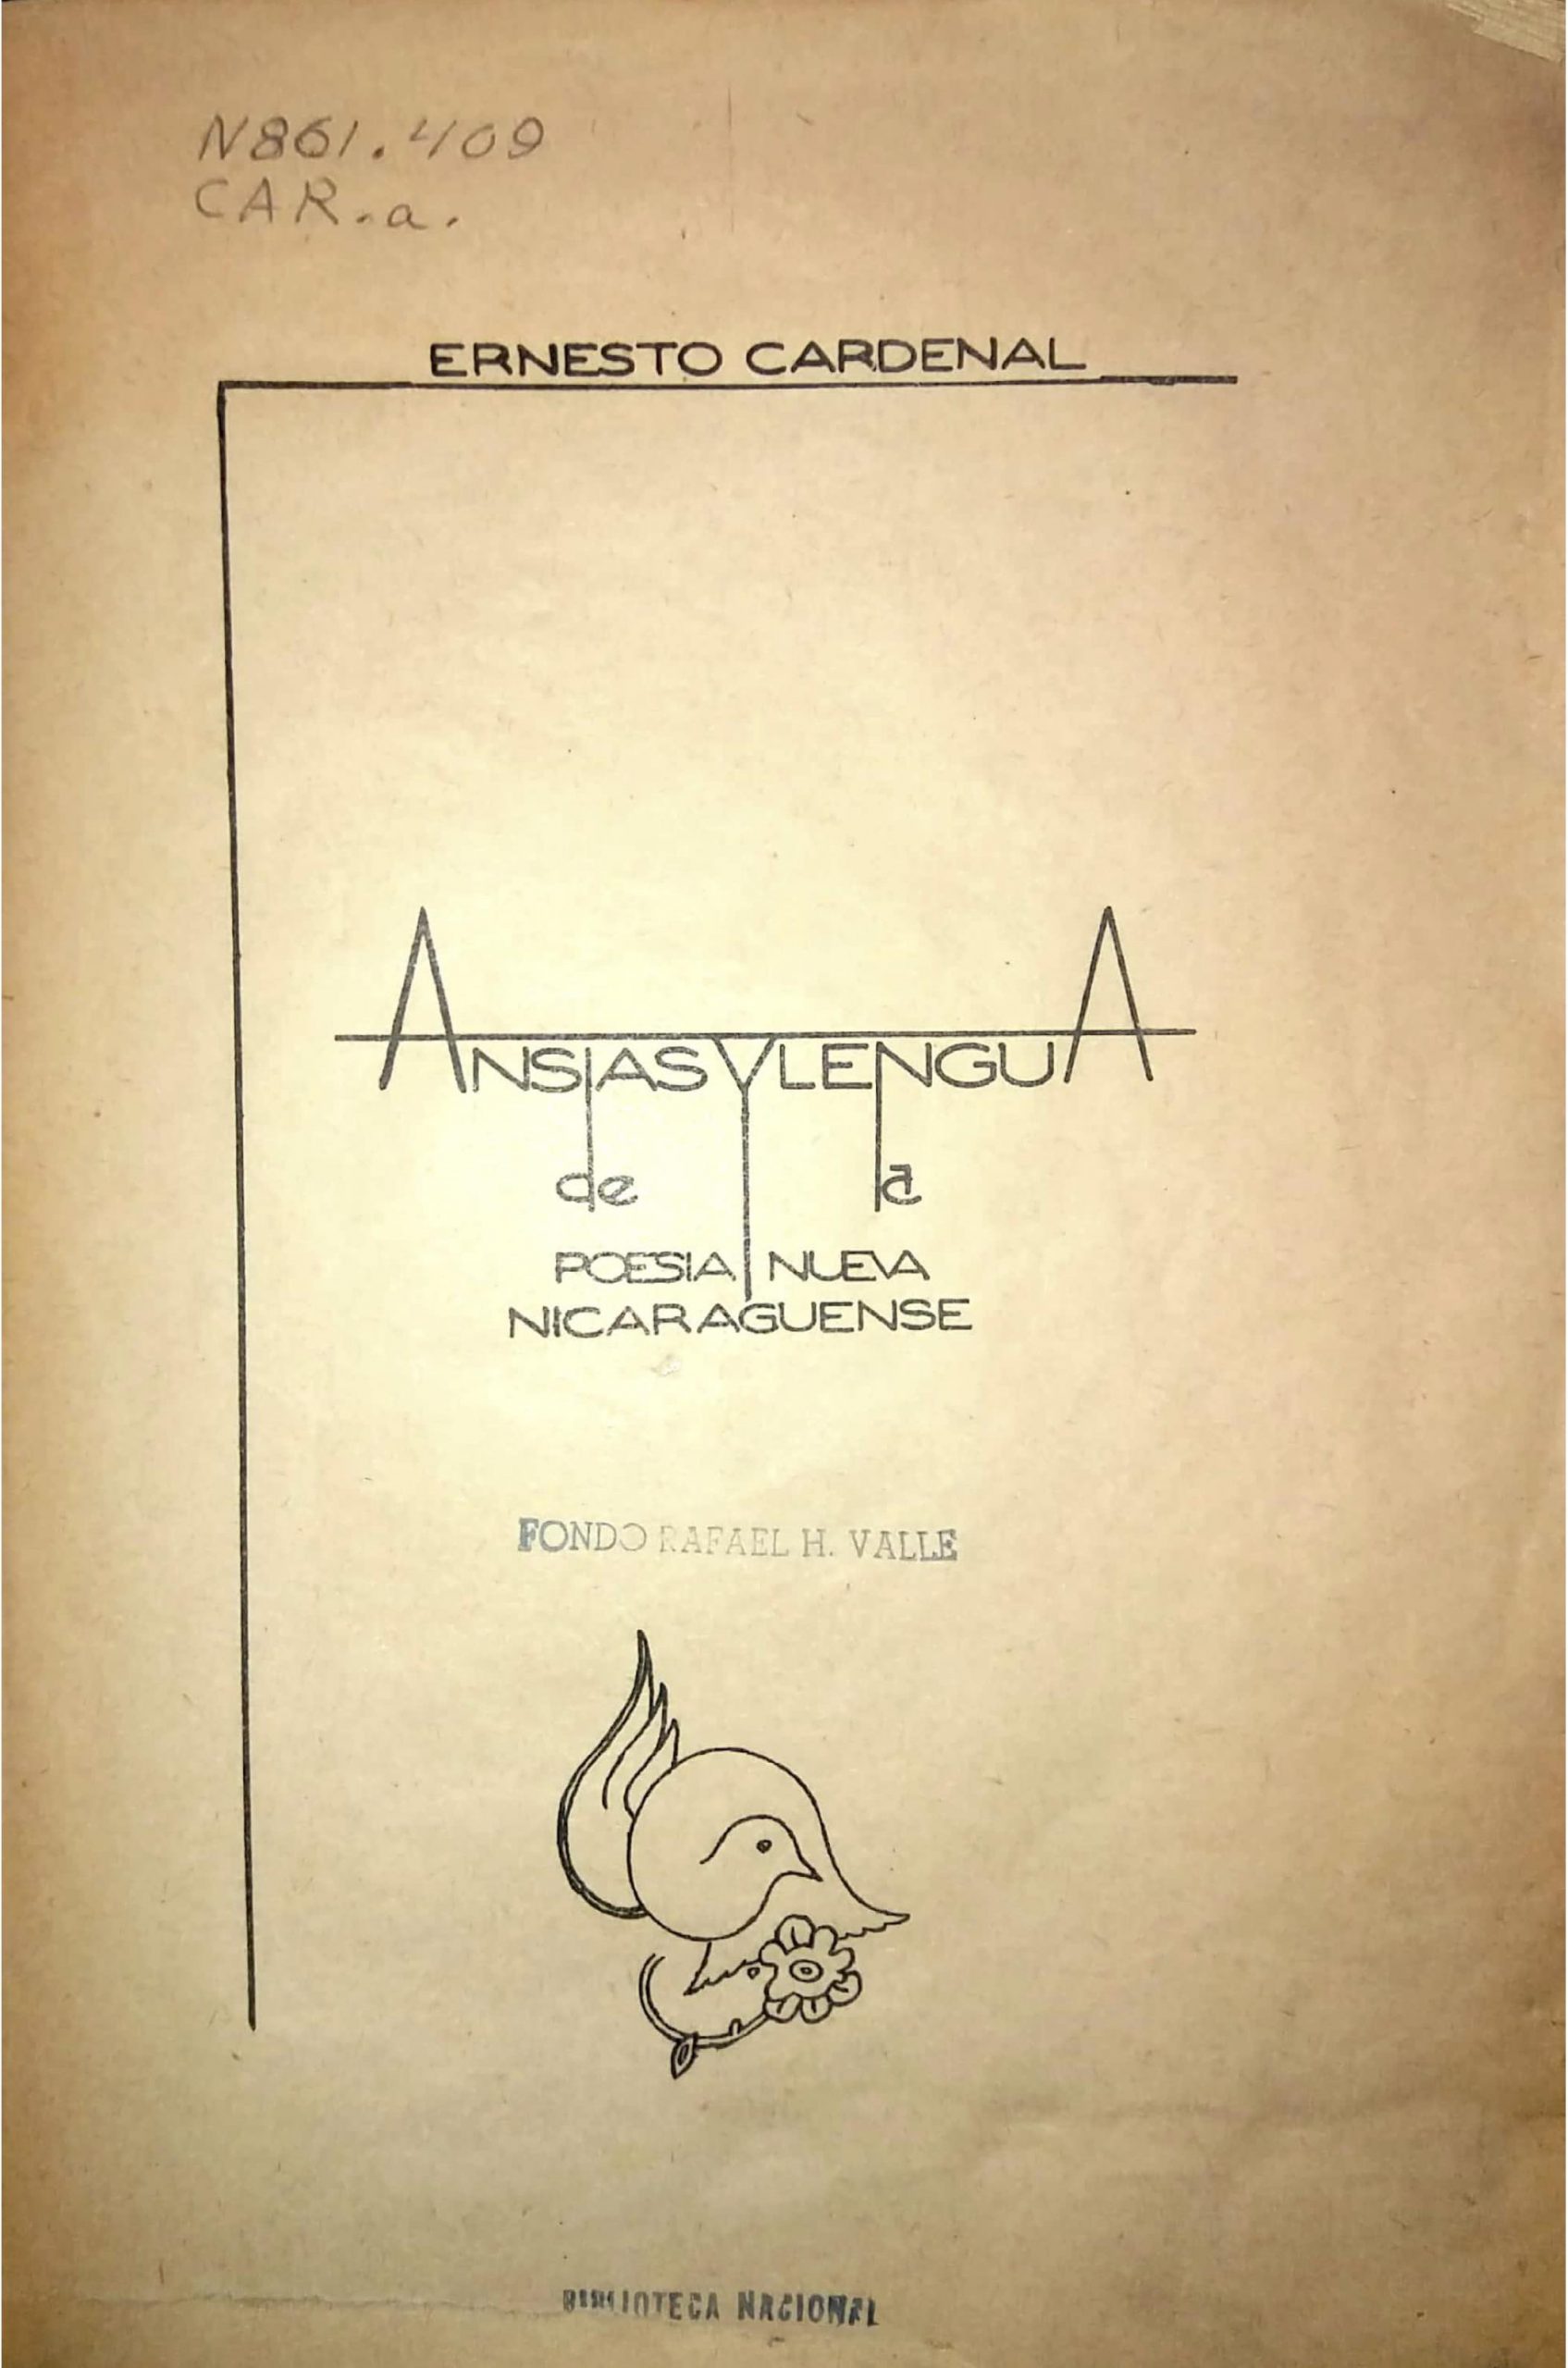 N861.409
CAR.a.
ERNESTO CARDENAL
ANSIAS Y LENGUA
de la
POESIA NUEVA
NICARAGUENSE
FONDO RAFAEL H. VALLE
BIBLIOTECA NACIONAL